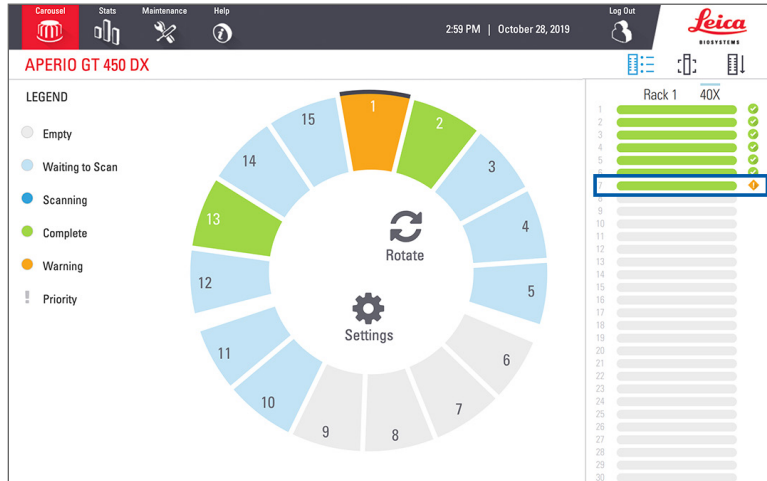 Carousel Stats Maintenance Help
2:59 PM | October 28, 2019
Log Out
Leica
BIOSYSTEMS
APERIO GT 450 DX
LEGEND
Empty
Waiting to Scan
Scanning
Complete
Warning
! Priority
1
2
3
4
5
6
7
8
9
10
11
12
13
14
15
Rotate
Settings
Rack 1 40X
1
2
3
4
5
6
7
8
9
10
11
12
13
14
15
16
17
18
19
20
21
22
23
24
25
26
27
28
29
30